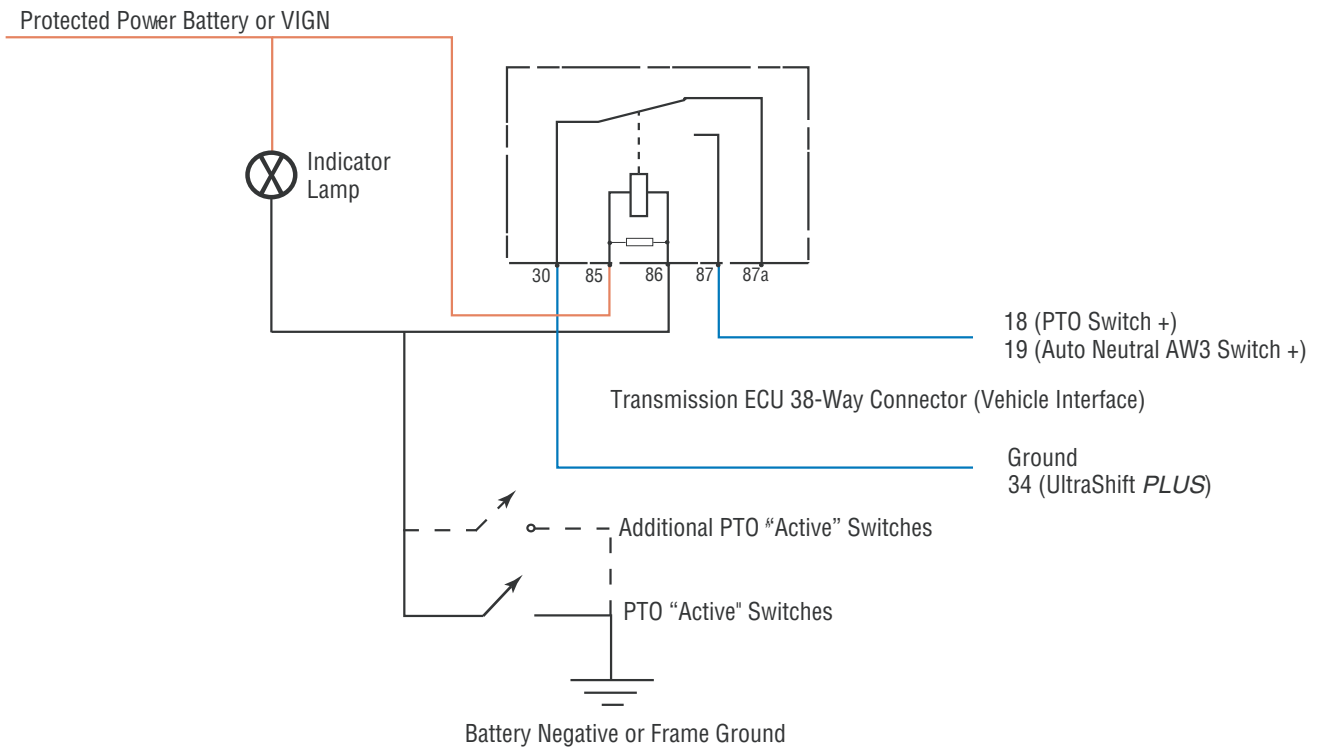 Protected Power Battery or VIGN
Indicator
Lamp
30 85 86 87 87a
18 (PTO Switch +)
19 (Auto Neutral AW3 Switch +)
Transmission ECU 38-Way Connector (Vehicle Interface)
Ground
34 (UltraShift PLUS)
Additional PTO “Active” Switches
PTO “Active" Switches
Battery Negative or Frame Ground